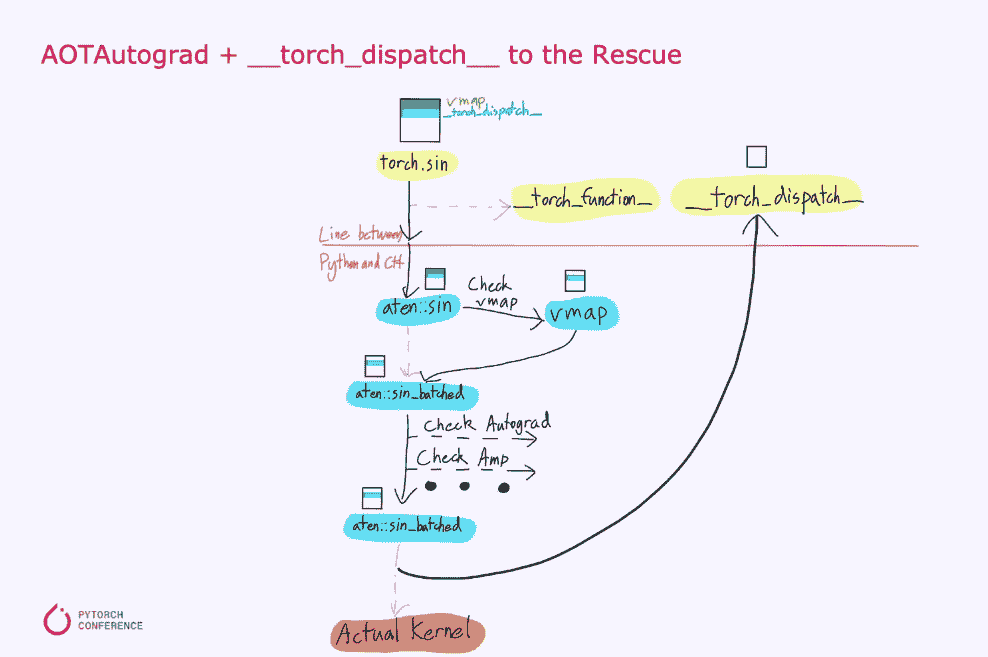 AOTAutograd + __torch_dispatch__ to the Rescue
vmap
_torch_dispatch_
torch.sin
_torch_function_
__torch_dispatch__
Line between
Python and C++
aten::sin
Check
vmap
vmap
aten::sin_batched
Check Autograd
Check Amp
aten::sin_batched
Actual Kernel
PYTORCH
CONFERENCE